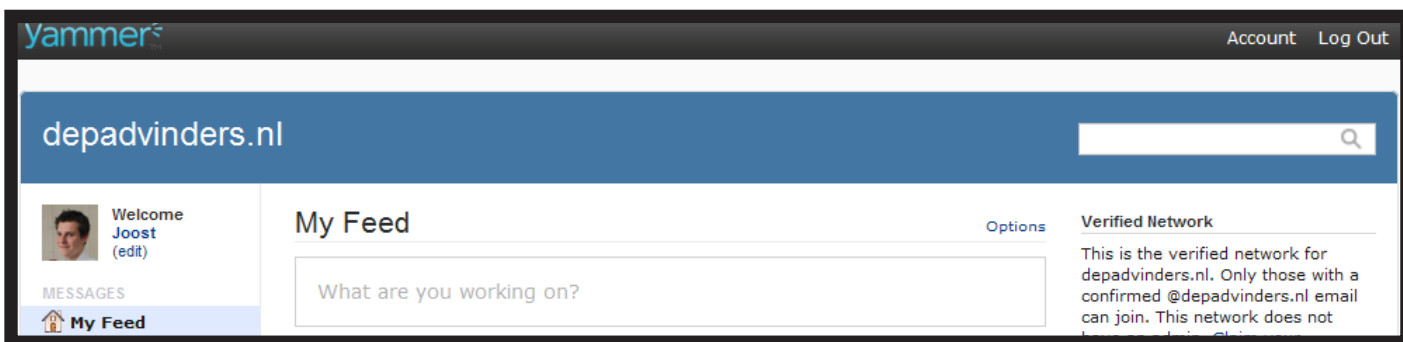 yammer
Account Log Out
depadvinders.nl
Welcome
Joost
(edit)
MESSAGES
My Feed
My Feed
Options
What are you working on?
Verified Network
This is the verified network for
depadvinders.nl. Only those with a
confirmed @depadvinders.nl email
can join. This network does not